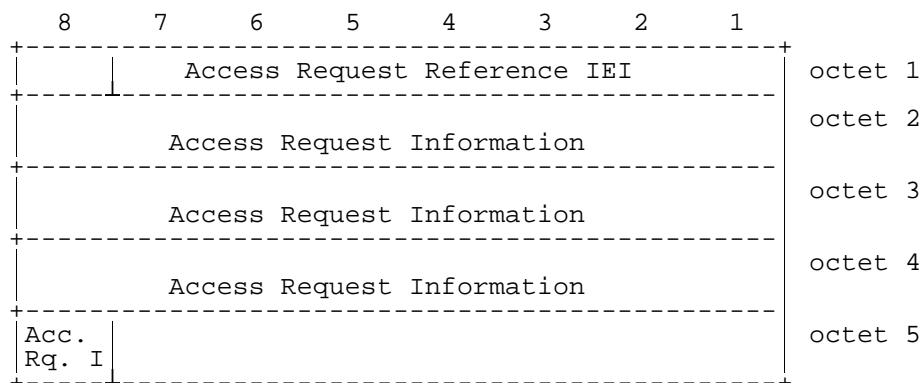 8 7 6 5 4 3 2 1
Access Request Reference IEI octet 1
octet 2
Access Request Information
octet 3
Access Request Information
octet 4
Access Request Information
Acc. octet 5
Rq. I